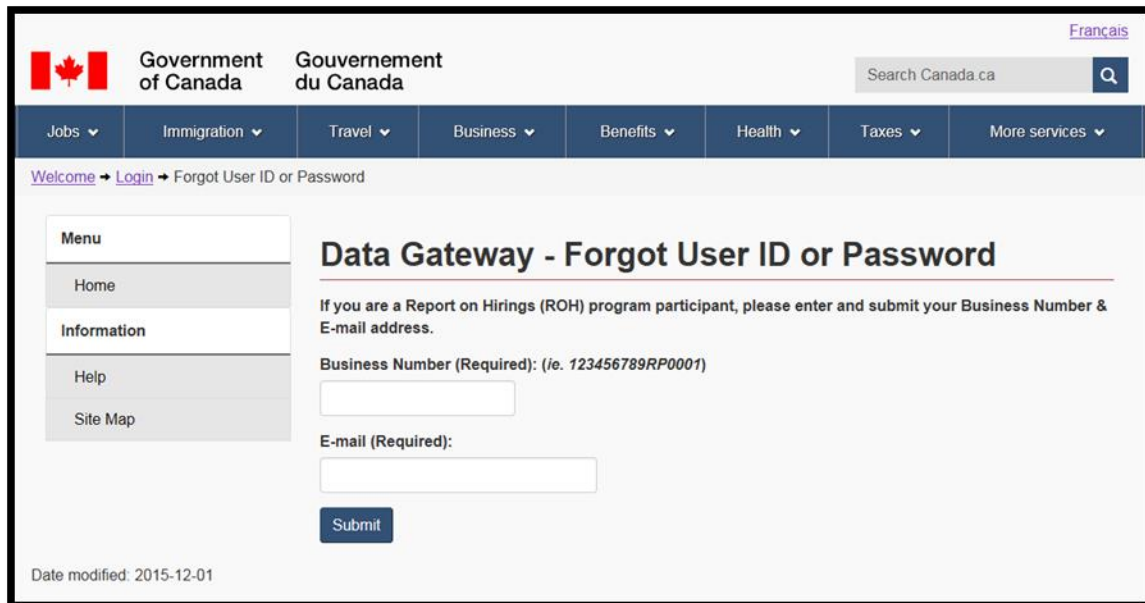 Français
Government of Canada
Gouvernement du Canada
Search Canada.ca
Jobs Immigration Travel Business Benefits Health Taxes More services
Welcome ➔ Login ➔ Forgot User ID or Password
Menu
Home
Information
Help
Site Map
Data Gateway - Forgot User ID or Password
If you are a Report on Hirings (ROH) program participant, please enter and submit your Business Number &
E-mail address.
Business Number (Required): (ie. 123456789RP0001)
E-mail (Required):
Submit
Date modified: 2015-12-01